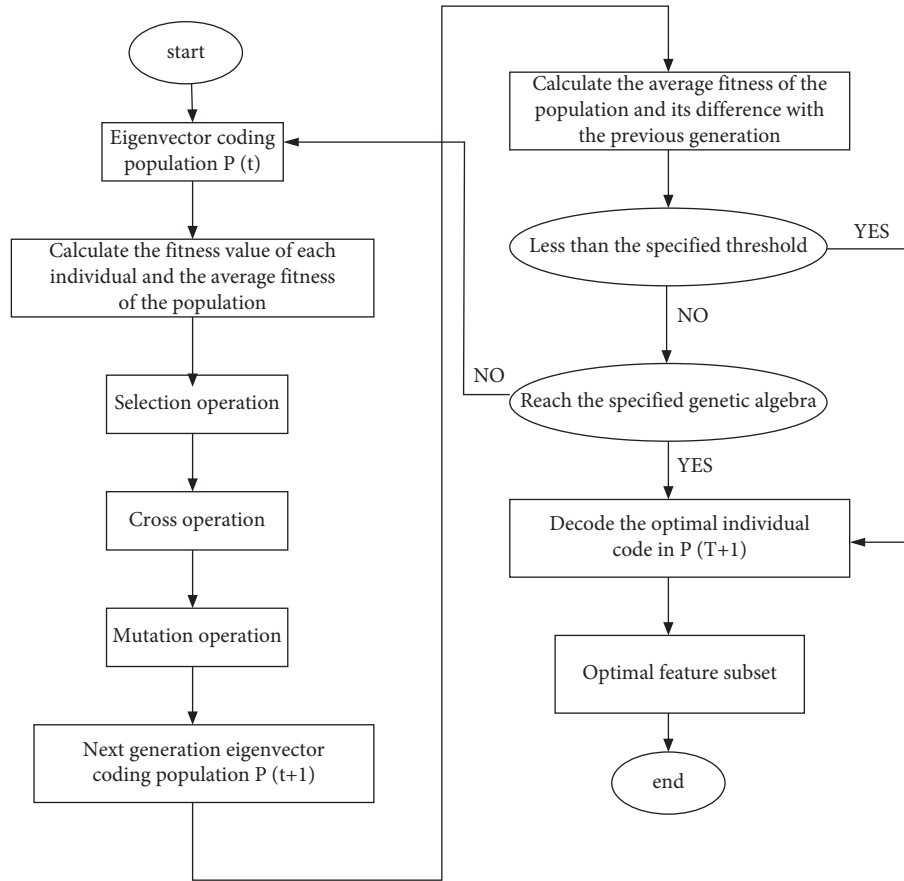 start
Eigenvector coding
population P (t)
Calculate the fitness value of each
individual and the average fitness
of the population
Selection operation
Cross operation
Mutation operation
Next generation eigenvector
coding population P (t+1)
Calculate the average fitness of the
population and its difference with
the previous generation
Less than the specified threshold
YES
NO
Reach the specified genetic algebra
NO
YES
Decode the optimal individual
code in P (T+1)
Optimal feature subset
end